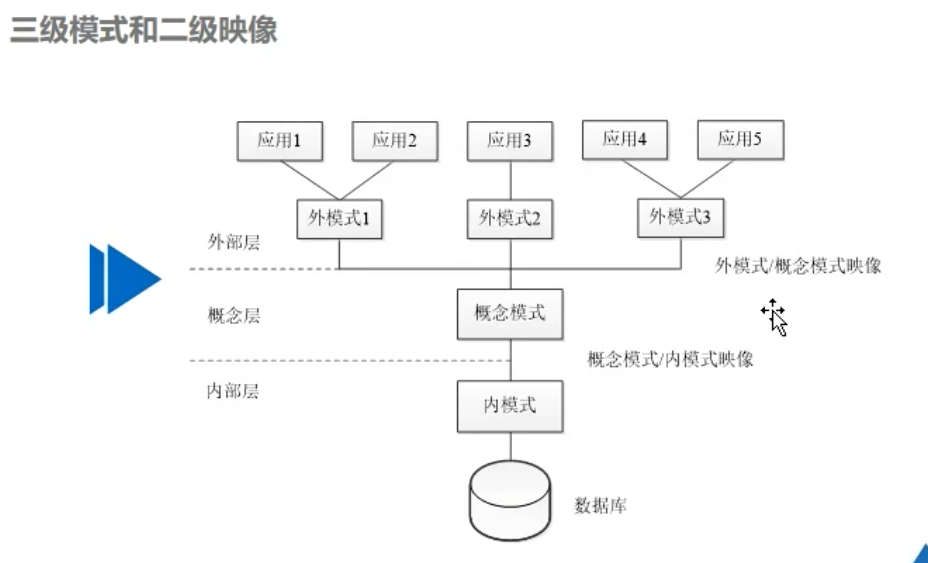 三级模式和二级映像
应用1
应用2
应用3
应用4
应用5
外模式1
外模式2
外模式3
外部层
外模式/概念模式映像
概念层
概念模式
概念模式/内模式映像
内部层
内模式
数据库